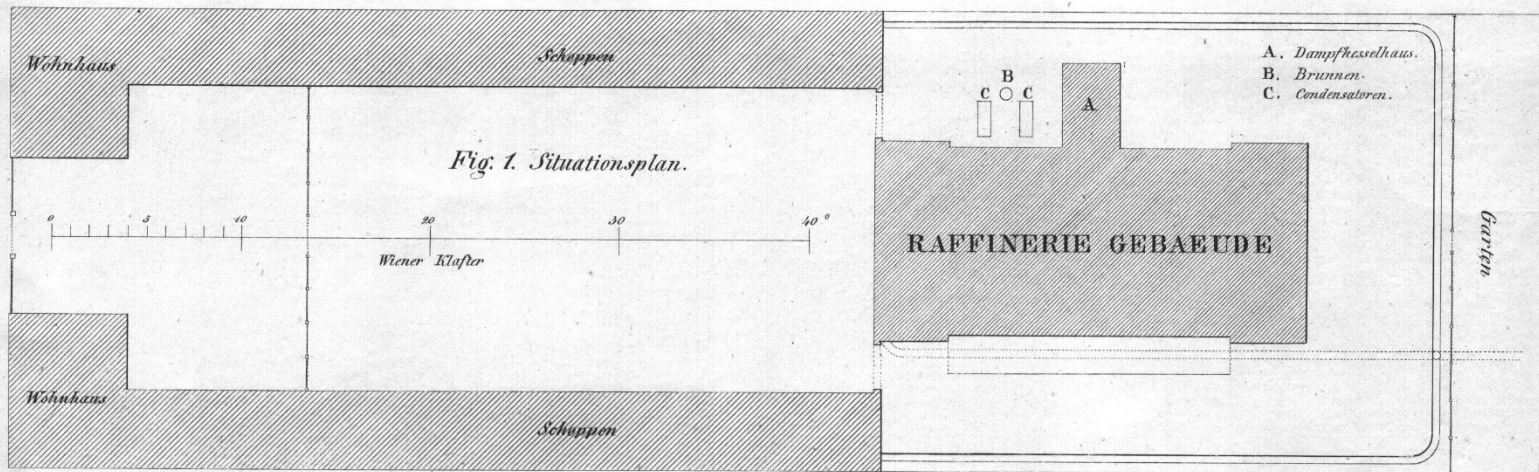 Wohnhaus
Schoppen
A. Dampfkesselhaus.
B. Brunnen.
C. Condensatoren.
B
C C
A
Fig. 1. Situationsplan.
0 5 10 20 30 40°
Wiener Klafter
RAFFINERIE GEBAEUDE
Garten
Wohnhaus
Schoppen